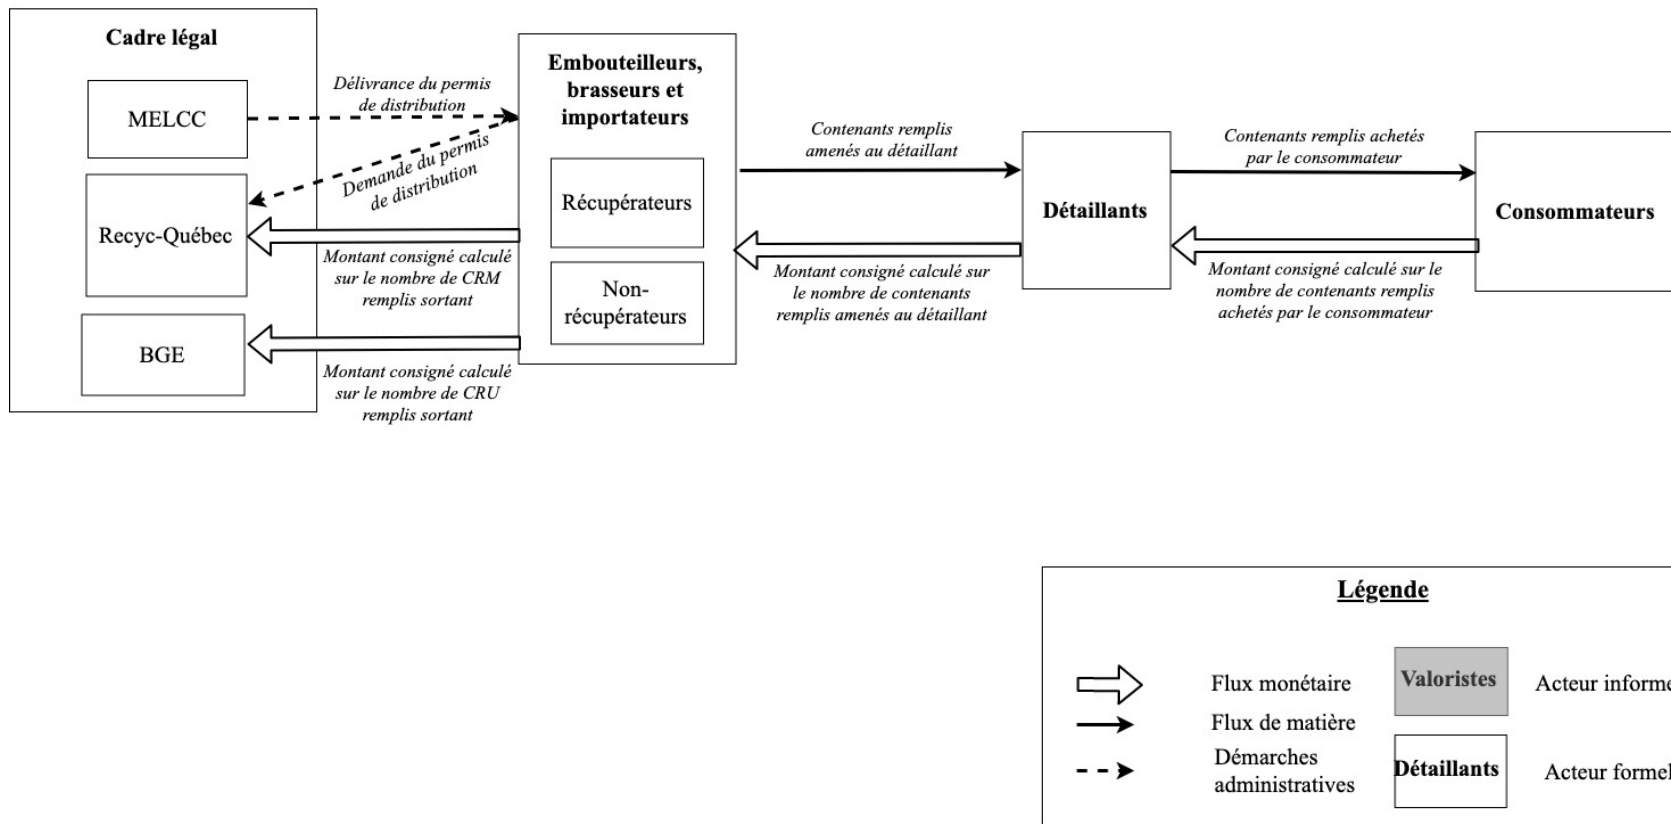 Cadre légal
MELCC
Recyc-Québec
BGE
Délivrance du permis
de distribution
Demande du permis
de distribution
Montant consigné calculé
sur le nombre de CRM
remplis sortant
Montant consigné calculé
sur le nombre de CRU
remplis sortant
Embouteilleurs,
brasseurs et
importateurs
Récupérateurs
Non-
récupérateurs
Contenants remplis
amenés au détaillant
Montant consigné calculé sur
le nombre de contenants
remplis amenés au détaillant
Détaillants
Contenants remplis achetés
par le consommateur
Montant consigné calculé sur le
nombre de contenants remplis
achetés par le consommateur
Consommateurs
Légende
Flux monétaire
Valoristes
Acteur informe
Flux de matière
Démarches
administratives
Détaillants
Acteur formel